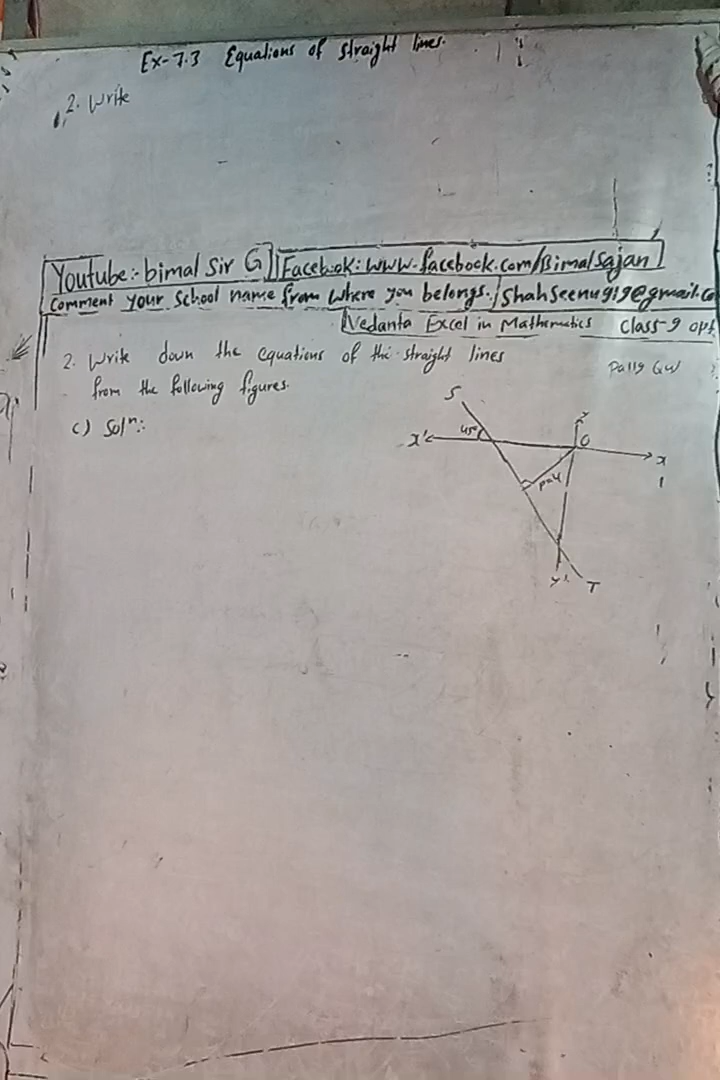 Ex-7.3 Equations of straight lines.
2. Write
Youtube:- bimal Sir G Facebook: www.facebook.com/Bimalsajan
Comment your School name from where you belongs. / Shahseenu919@gmail.co
Vedanta Excel in Mathematics Class-9 opt
2. Write down the equations of the straight lines
from the following figures.
c) Solⁿ:
S
X' 45° O X
p=4
Y' T